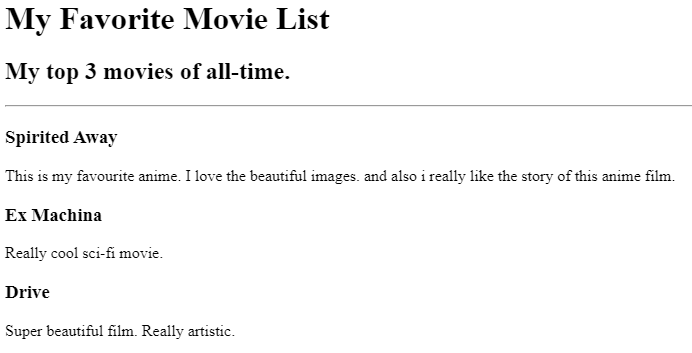 My Favorite Movie List
My top 3 movies of all-time.
Spirited Away
This is my favourite anime. I love the beautiful images. and also i really like the story of this anime film.
Ex Machina
Really cool sci-fi movie.
Drive
Super beautiful film. Really artistic.